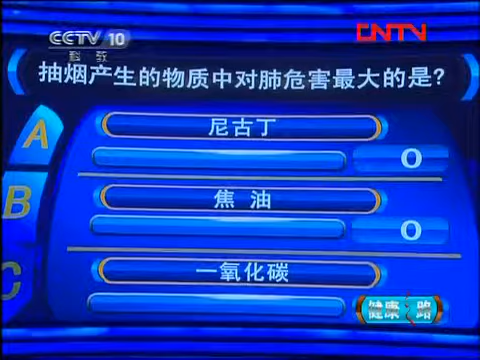 CCTV 10
科教
CNTV
抽烟产生的物质中对肺危害最大的是?
A
尼古丁
0
B
焦油
0
C
一氧化碳
健康 路